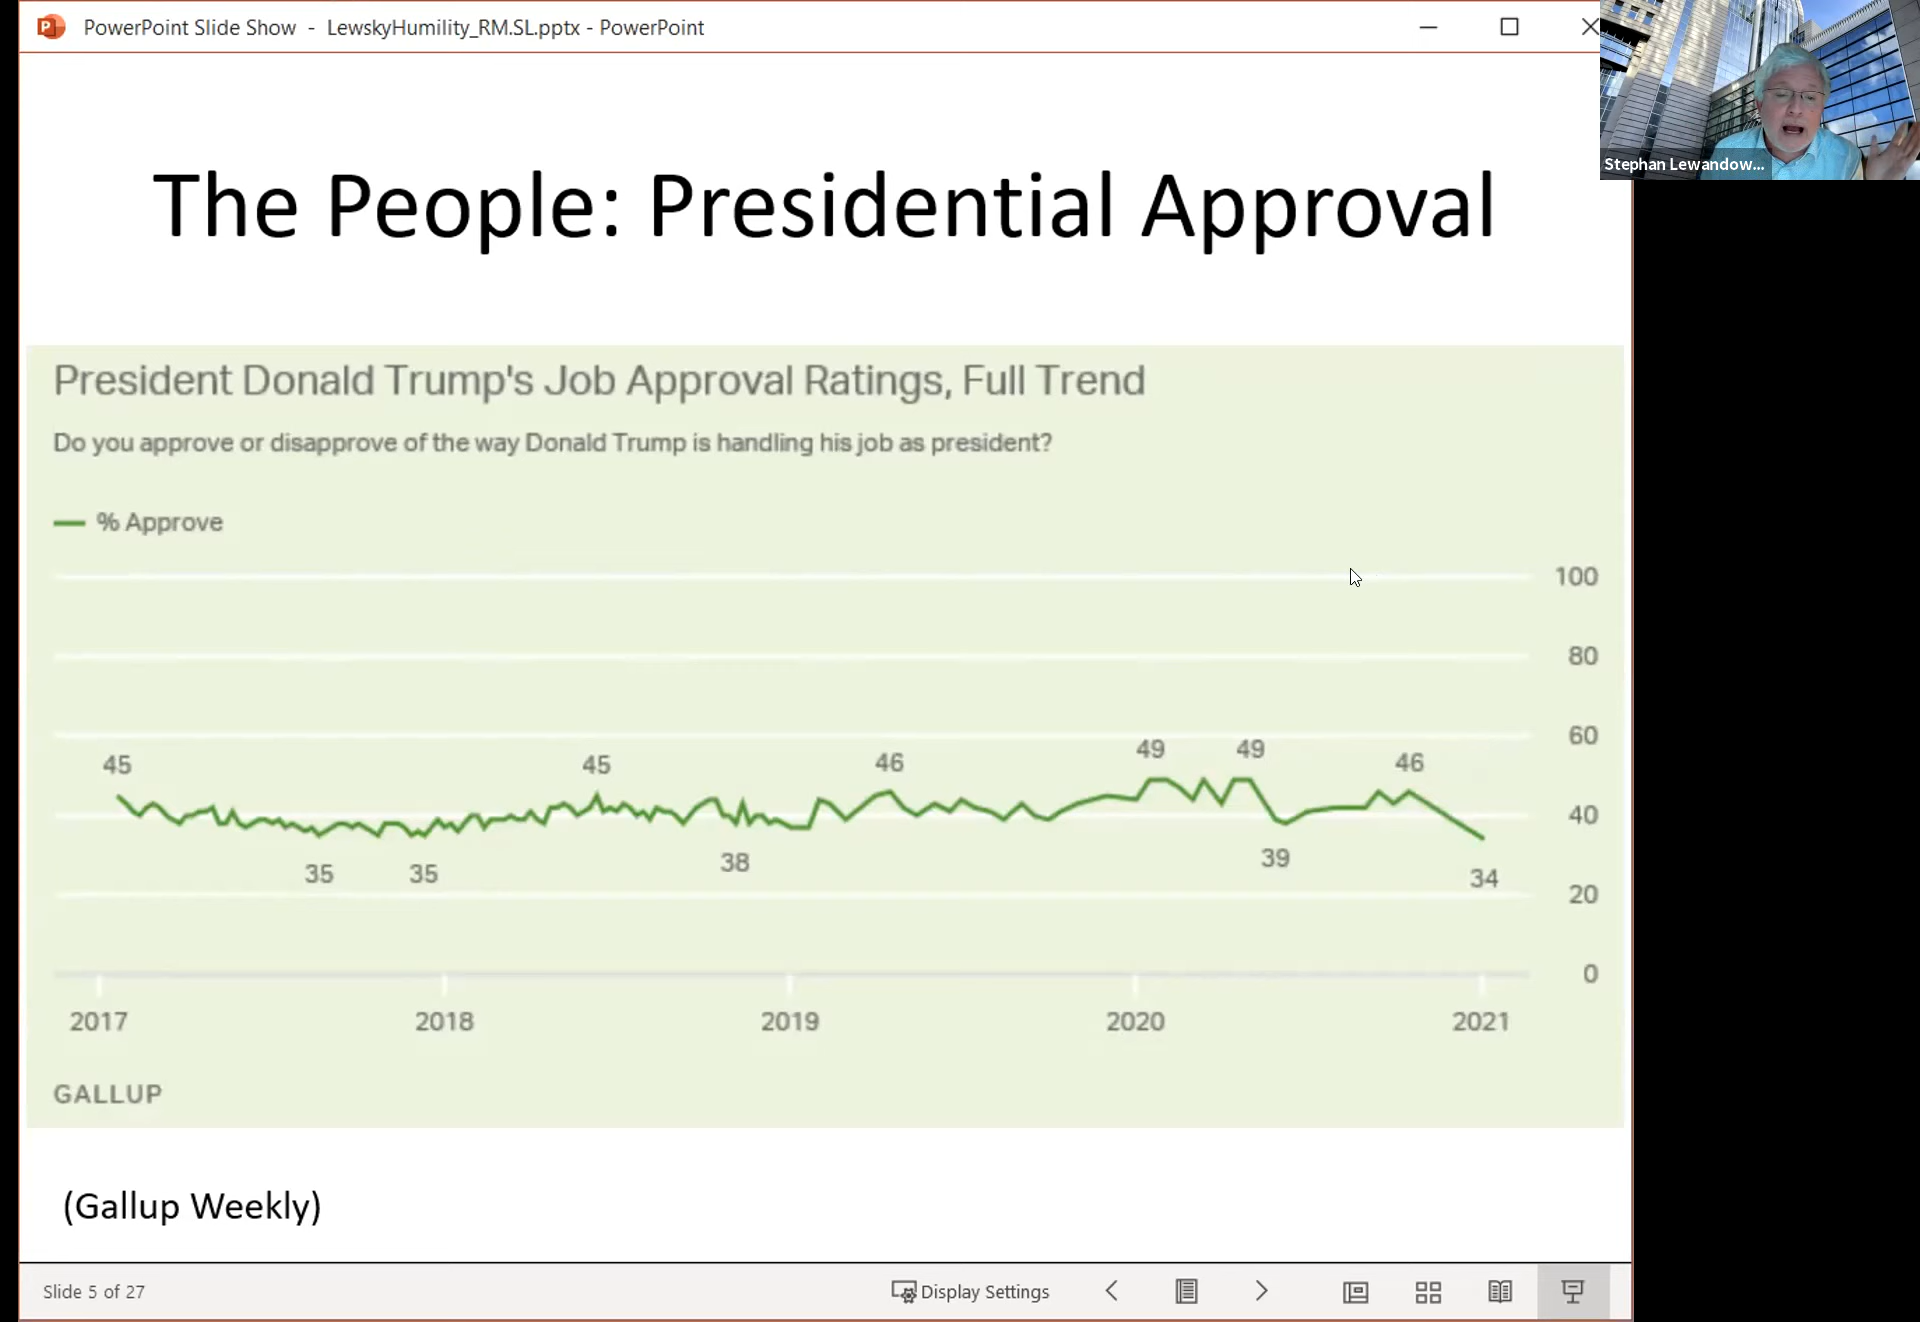 PowerPoint Slide Show - LewskyHumility_RM.SL.pptx - PowerPoint
Stephan Lewandow...
The People: Presidential Approval
President Donald Trump's Job Approval Ratings, Full Trend
Do you approve or disapprove of the way Donald Trump is handling his job as president?
% Approve
100
80
60
40
20
0
45
45
46
49
49
46
35
35
38
39
34
2017
2018
2019
2020
2021
GALLUP
(Gallup Weekly)
Slide 5 of 27
Display Settings